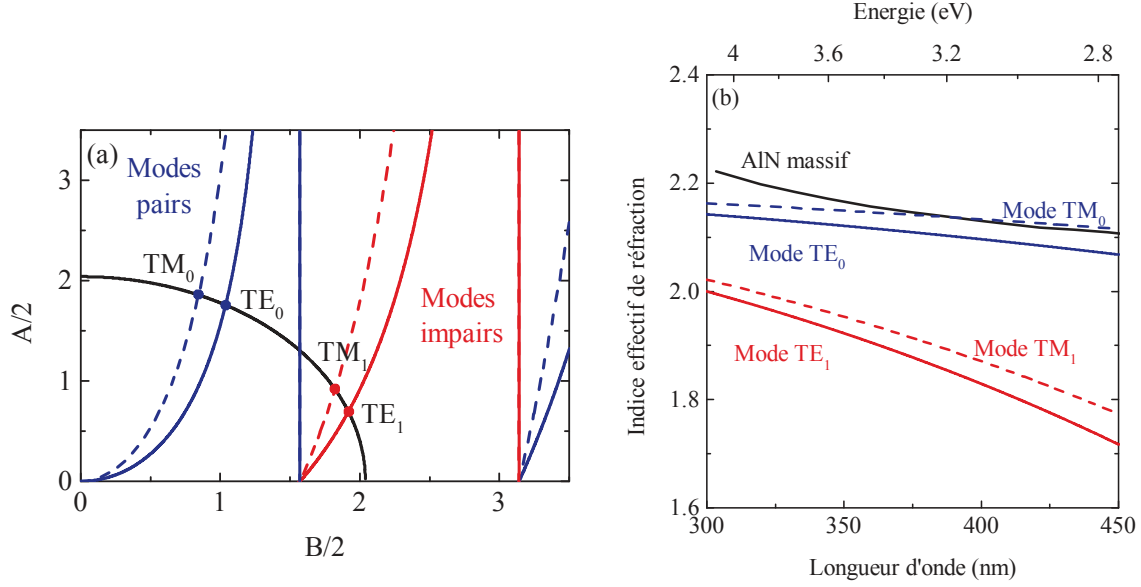 (a)
Modes
pairs
TM0
TE0
TM1
TE1
Modes
impairs
A/2
0
1
2
3
0
1
2
3
B/2
Energie (eV)
4
3.6
3.2
2.8
(b)
AlN massif
Mode TM0
Mode TE0
Mode TE1
Mode TM1
Indice effectif de réfraction
2.4
2.2
2.0
1.8
1.6
300
350
400
450
Longueur d'onde (nm)